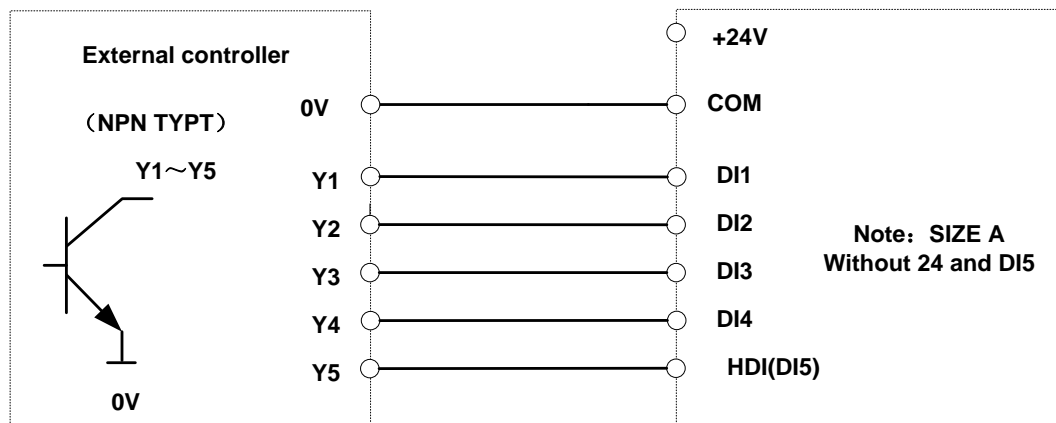 External controller
（NPN TYPT）
Y1～Y5
0V
0V
Y1
Y2
Y3
Y4
Y5
+24V
COM
DI1
DI2
DI3
DI4
HDI(DI5)
Note：SIZE A
Without 24 and DI5